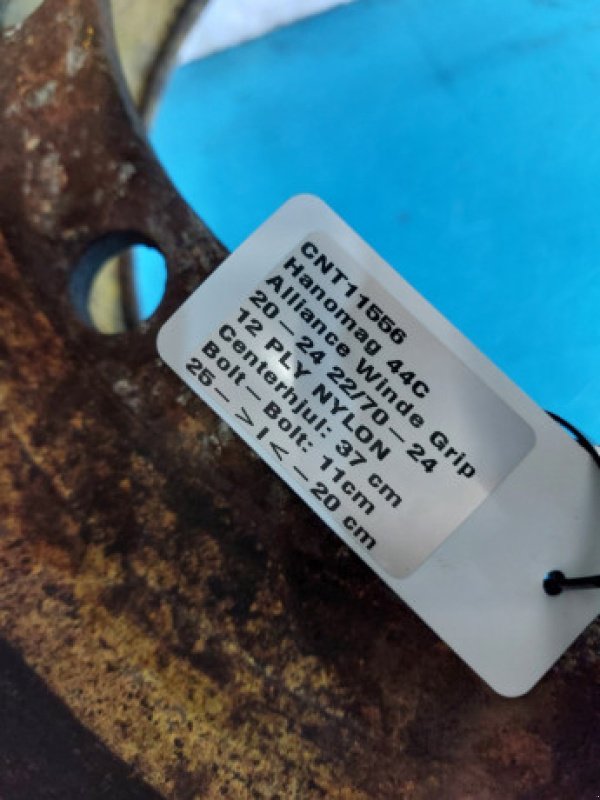 CNT11556
Hanomag 44C
Alliance Winde Grip
20-24 22/70-24
12 PLY NYLON
Centerhjul: 37 cm
Bolt-Bolt: 11cm
25-> I <-20 cm